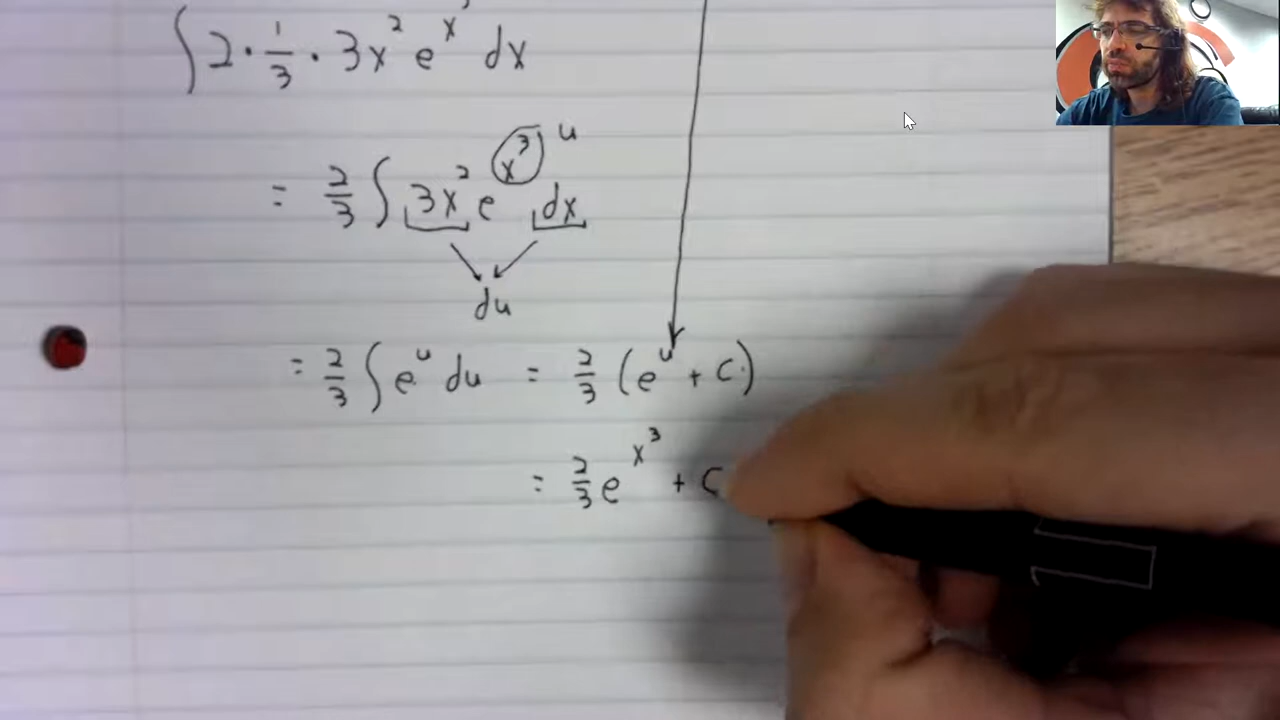 ∫ 2 · 1/3 · 3x² e^x³ dx
u
= 2/3 ∫ 3x² e^x³ dx
du
= 2/3 ∫ e^u du = 2/3 (e^u + C)
= 2/3 e^x³ + C